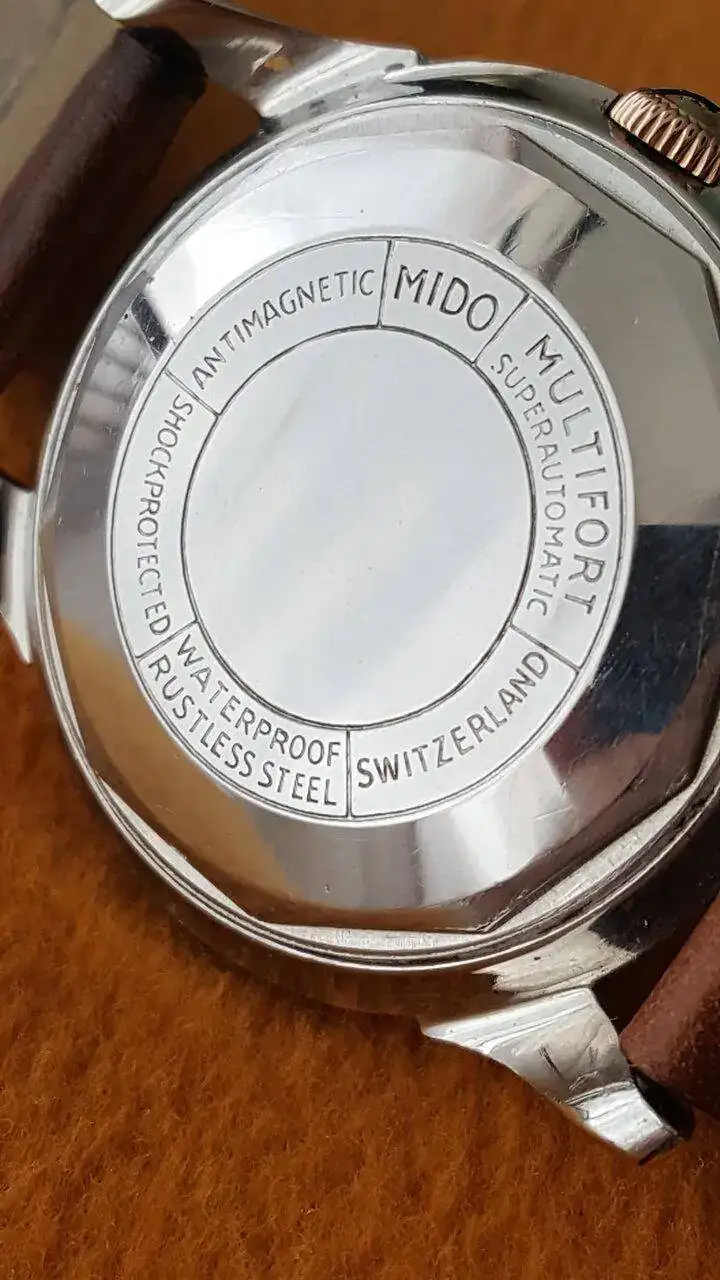 MIDO
MULTIFORT
SUPERAUTOMATIC
SWITZERLAND
WATERPROOF
RUSTLESS STEEL
SHOCKPROTECTED
ANTIMAGNETIC